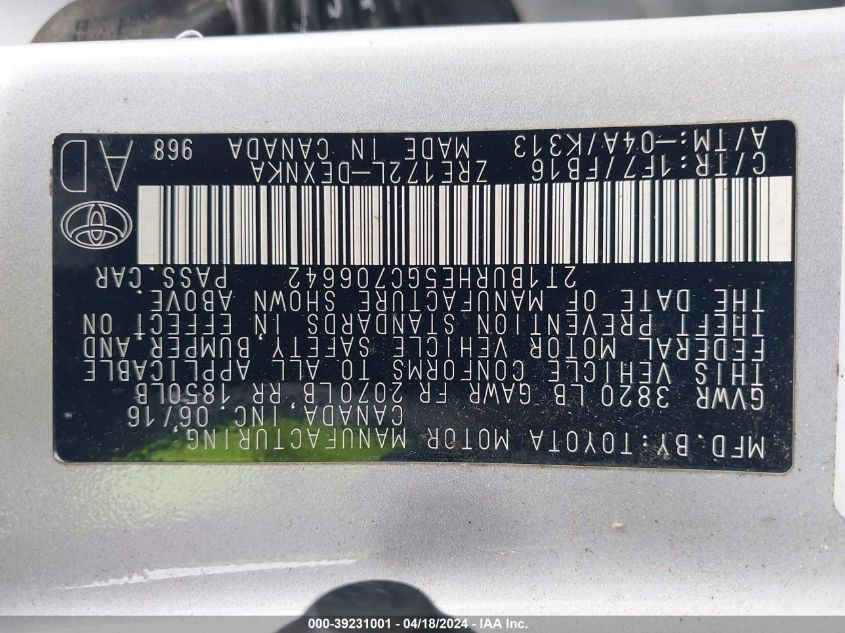 MFD. BY: TOYOTA MOTOR MANUFACTURING
CANADA INC. 06/16
GVWR 3820 LB GAWR FR 2070LB RR 1850LB
THIS VEHICLE CONFORMS TO ALL APPLICABLE
FEDERAL MOTOR VEHICLE SAFETY, BUMPER AND
THEFT PREVENTION STANDARDS IN EFFECT ON
THE DATE OF MANUFACTURE SHOWN ABOVE
2T1BURHE5GC706642 PASS. CAR
ZRE172L-DEXNKA
C/TR: 1F7/FB16
A/TM: -04A/K313 MADE IN CANADA 968
AD
000-39231001 / 04/18/2024 - IAA Inc.